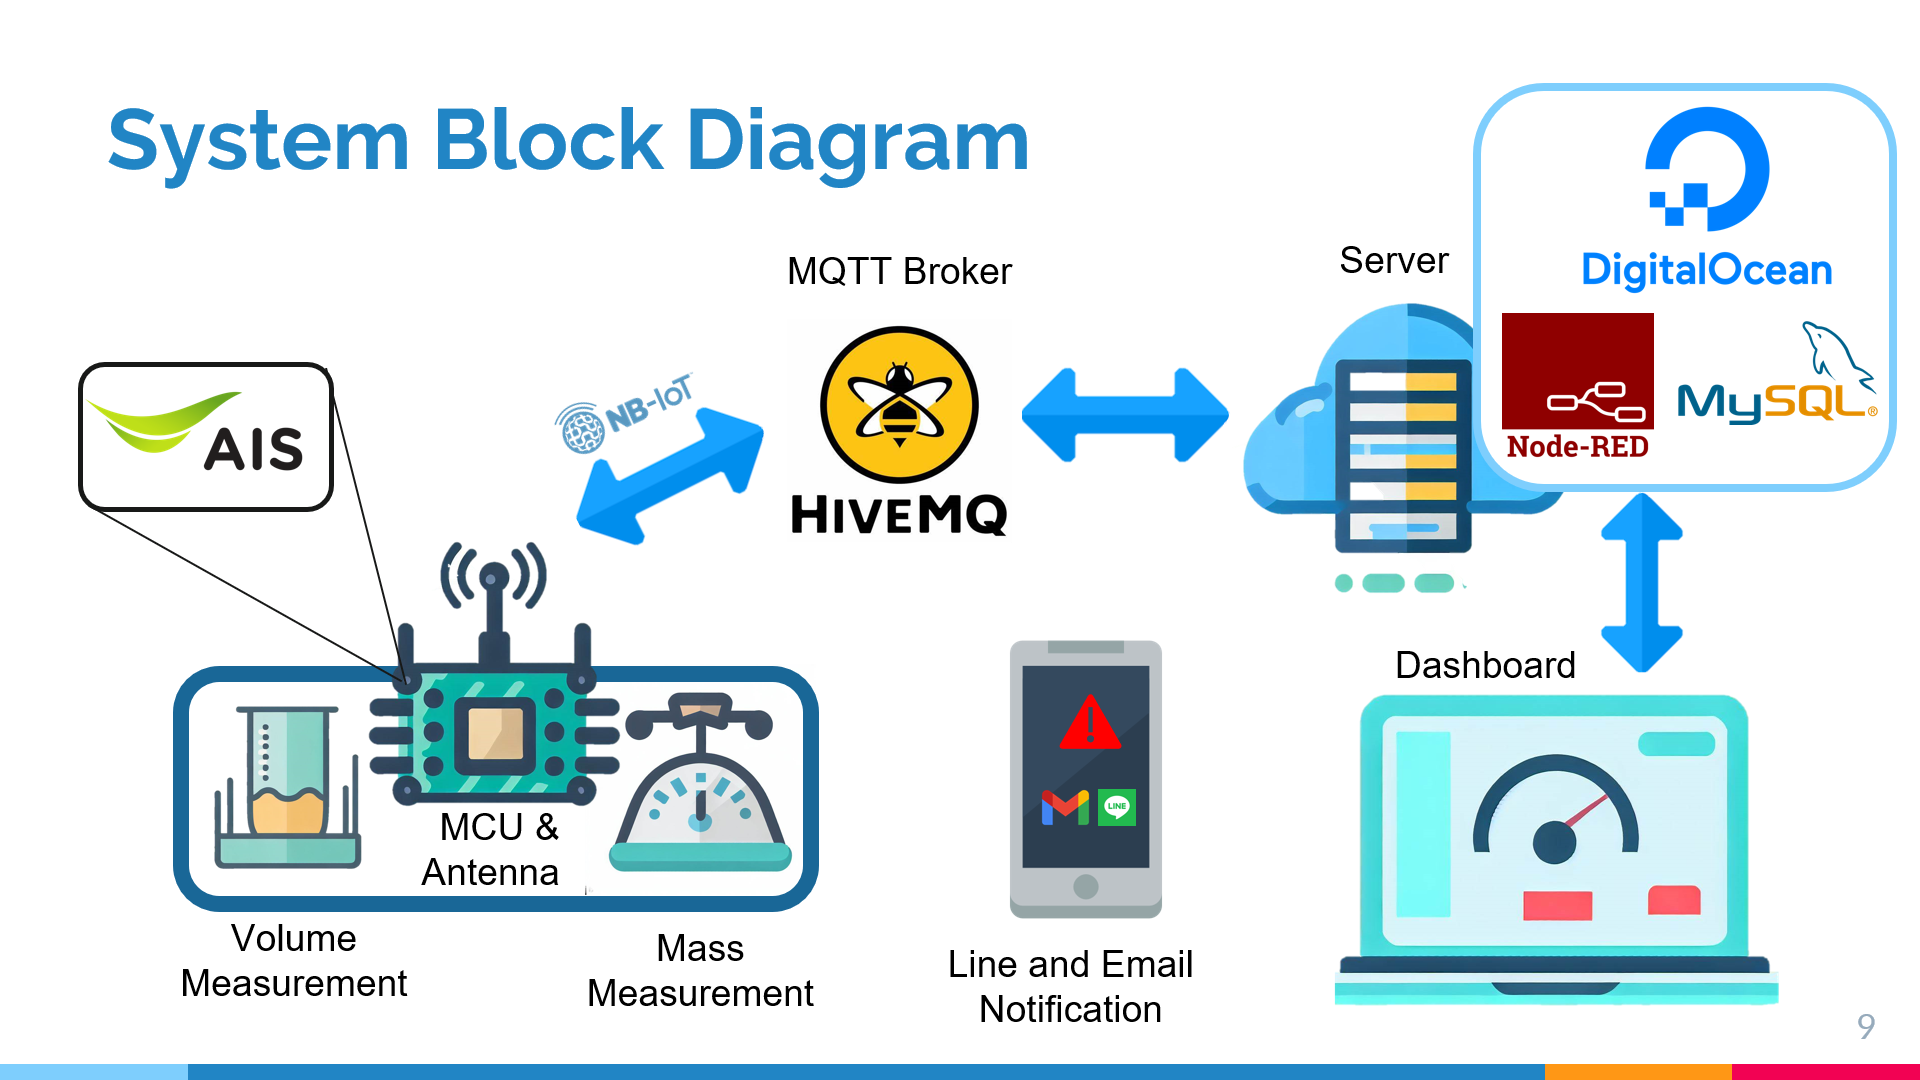 System Block Diagram
MQTT Broker
Server
DigitalOcean
AIS
NB-IoT
HIVEMQ
Node-RED
MySQL®
Dashboard
LINE
MCU &
Antenna
Volume
Measurement
Mass
Measurement
Line and Email
Notification
9